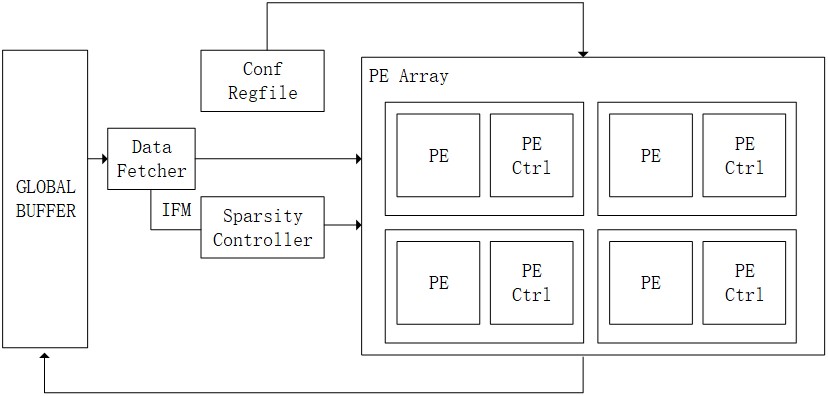 Conf
Regfile
PE Array
GLOBAL
BUFFER
Data
Fetcher
IFM
Sparsity
Controller
PE
PE
Ctrl
PE
PE
Ctrl
PE
PE
Ctrl
PE
PE
Ctrl